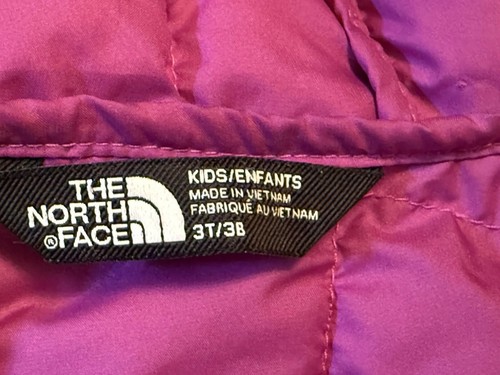 THE
NORTH
®FACE
KIDS/ENFANTS
MADE IN VIETNAM
FABRIQUÉ AU VIETNAM
3T/3B